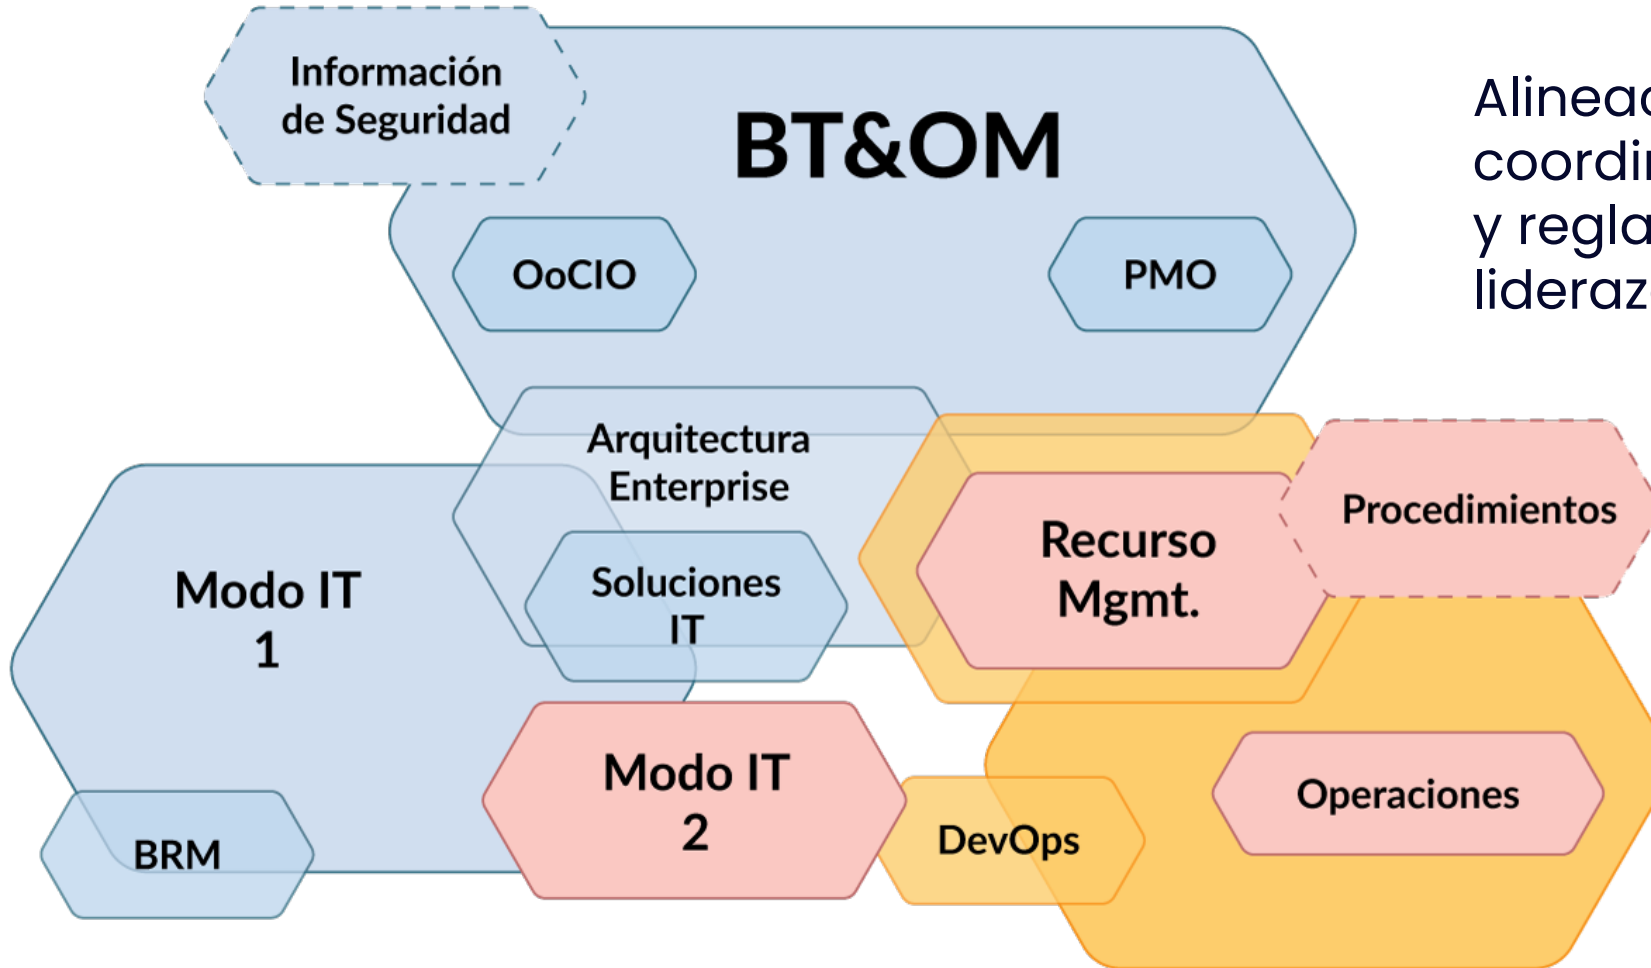 Información
de Seguridad
BT&OM
OoCIO
PMO
y
Arquitectura
Enterprise
Soluciones
IT
Recurso
Mgmt.
Procedimientos
Modo IT
1
Modo IT
2
BRM
DevOps
Operaciones